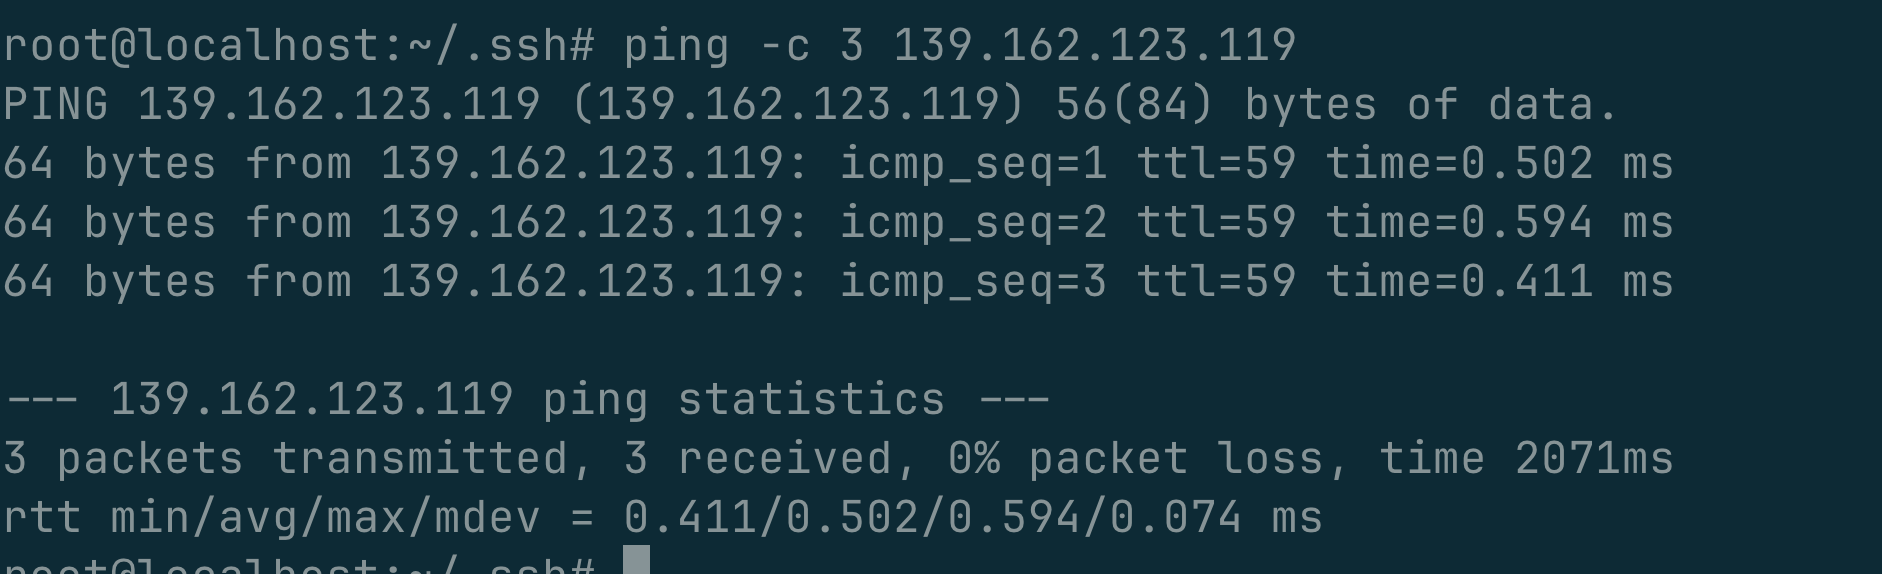 root@localhost:~/.ssh# ping -c 3 139.162.123.119
PING 139.162.123.119 (139.162.123.119) 56(84) bytes of data.
64 bytes from 139.162.123.119: icmp_seq=1 ttl=59 time=0.502 ms
64 bytes from 139.162.123.119: icmp_seq=2 ttl=59 time=0.594 ms
64 bytes from 139.162.123.119: icmp_seq=3 ttl=59 time=0.411 ms
--- 139.162.123.119 ping statistics ---
3 packets transmitted, 3 received, 0% packet loss, time 2071ms
rtt min/avg/max/mdev = 0.411/0.502/0.594/0.074 ms
root@localhost:~/.ssh#